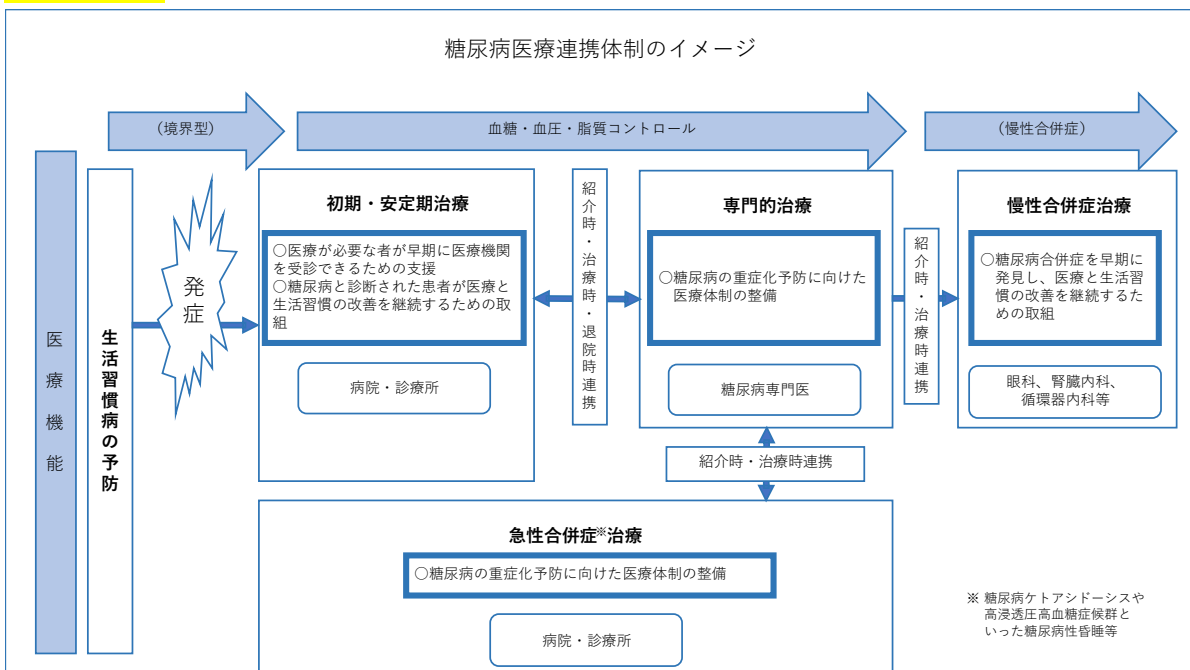 糖尿病医療連携体制のイメージ
(境界型)
血糖・血圧・脂質コントロール
(慢性合併症)
医療機能
生活習慣病の予防
発症
初期・安定期治療
○医療が必要な者が早期に医療機関
を受診できるための支援
○糖尿病と診断された患者が医療と
生活習慣の改善を継続するための取
組
病院・診療所
紹介時・治療時・退院時連携
専門的治療
○糖尿病の重症化予防に向けた
医療体制の整備
糖尿病専門医
紹介時・治療時連携
慢性合併症治療
○糖尿病合併症を早期に
発見し、医療と生活習
慣の改善を継続するた
めの取組
眼科、腎臓内科、
循環器内科等
紹介時・治療時連携
急性合併症※治療
○糖尿病の重症化予防に向けた医療体制の整備
病院・診療所
※ 糖尿病ケトアシドーシスや
高浸透圧高血糖症候群と
いった糖尿病性昏睡等